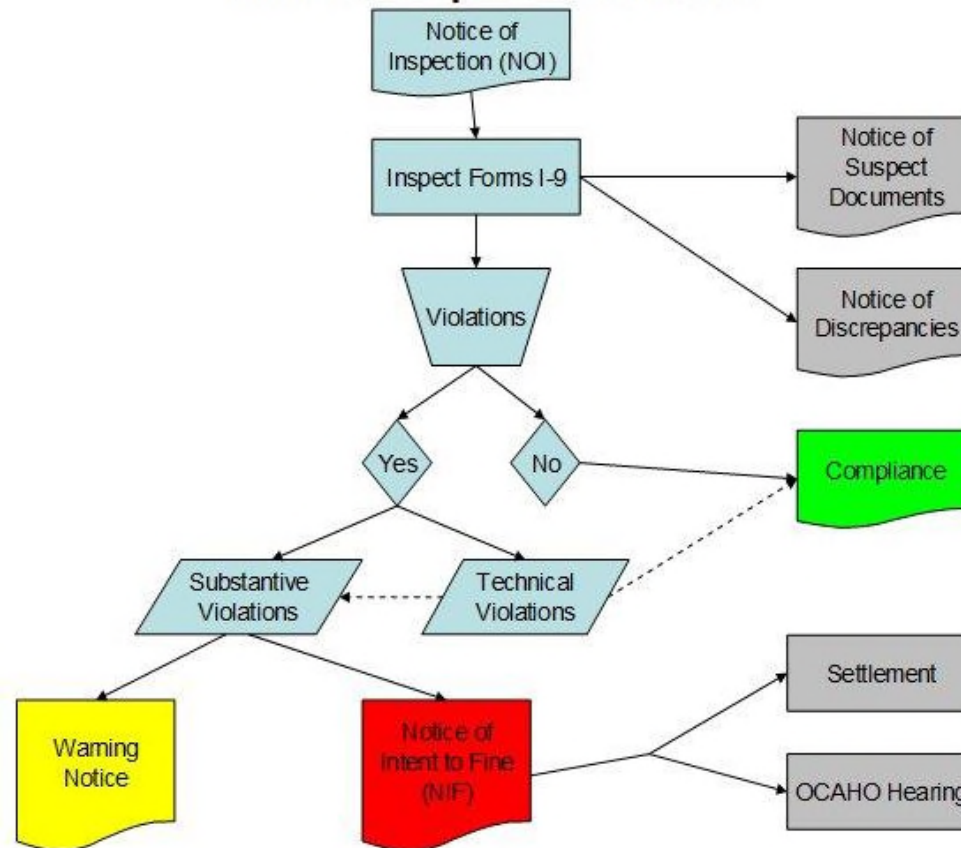 Notice of
Inspection (NOI)
Inspect Forms I-9
Notice of
Suspect
Documents
Notice of
Discrepancies
Violations
Yes
No
Compliance
Substantive
Violations
Technical
Violations
Settlement
Warning
Notice
Notice of
Intent to Fine
(NIF)
OCAHO Hearing